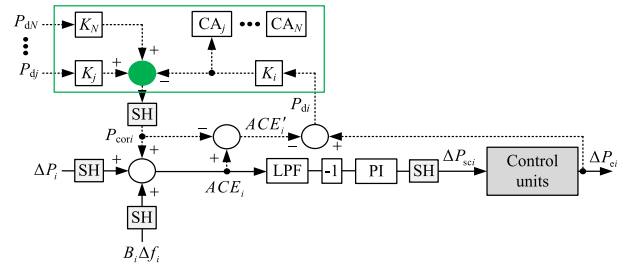 P_dN K_N + CA_j ••• CA_N
P_dj K_j + − K_i
SH P_di
P_cori − ACE′_i − +
ΔP_i SH + + + LPF -1 PI SH ΔP_sci Control units ΔP_ei
+ ACE_i
SH
B_iΔf_i